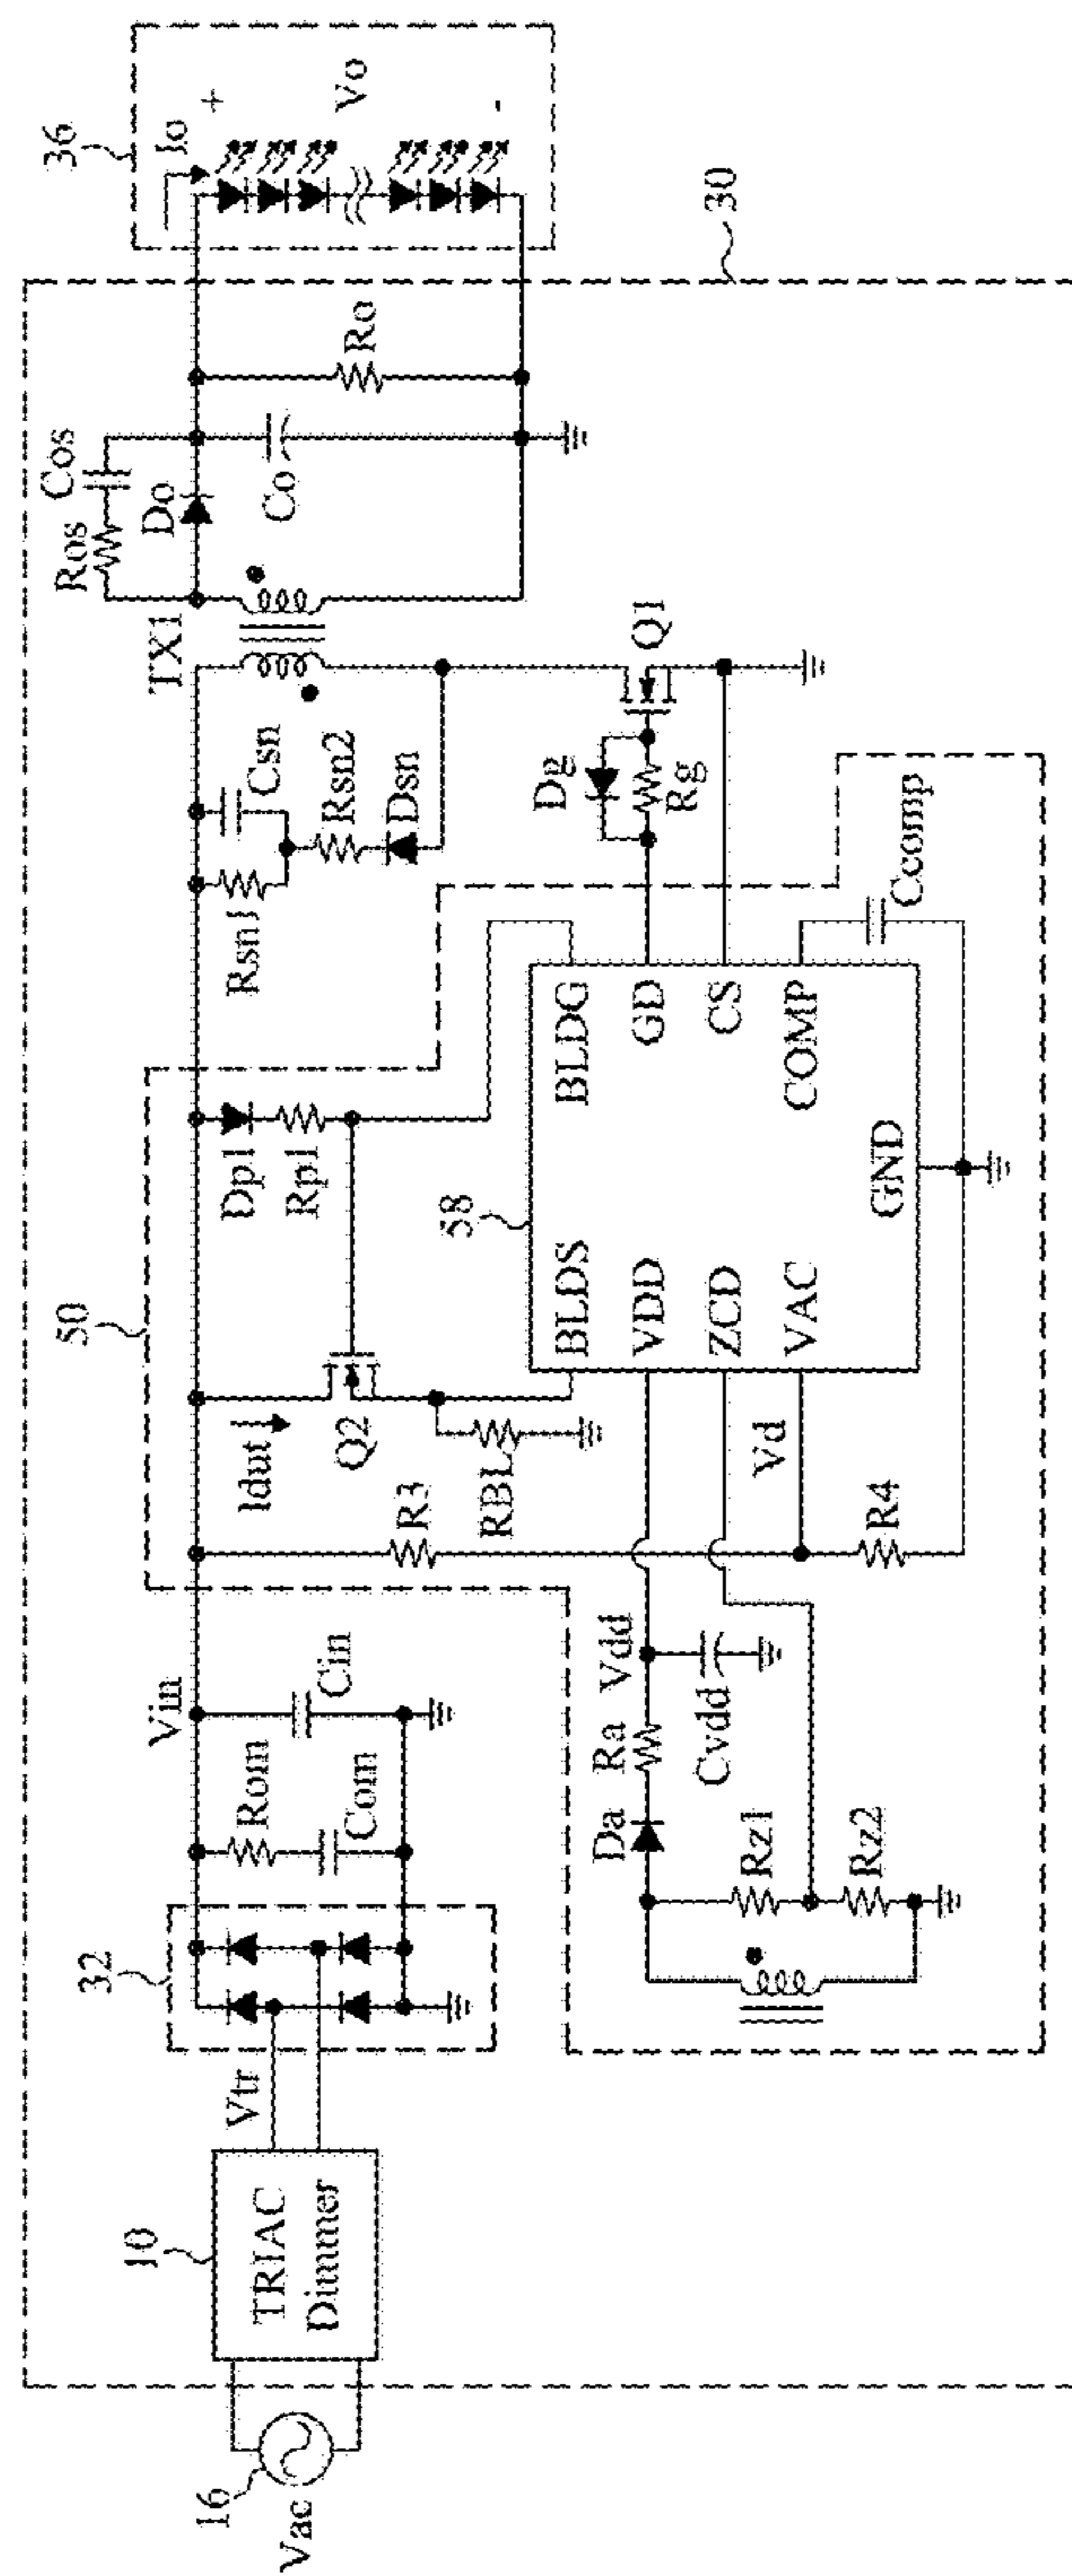 Vac
16
10
TRIAC
Dimmer
Vtr
32
Rom
Com
Vin
Cin
50
Idut
Q2
RBL
R3
R4
Vd
Dp1
Rp1
58
BLDS
VDD
ZCD
VAC
GND
BLDG
GD
CS
COMP
Ccomp
Da
Ra
Vdd
Cvdd
Rz1
Rz2
Rsn1
Csn
Rsn2
Dsn
Dg
Rg
Q1
TX1
Ros
Cos
Do
Co
Ro
30
36
Io
+
Vo
-